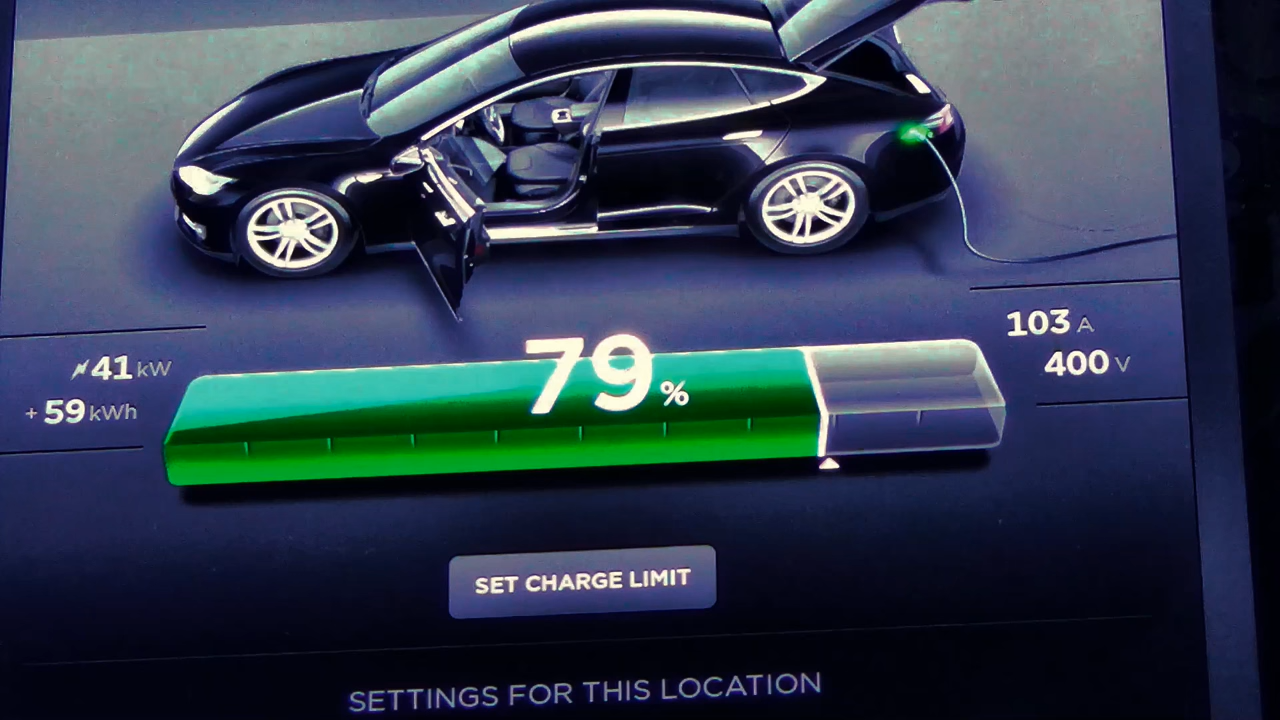 103 A
41 kW
400 V
+ 59 kWh
79 %
SET CHARGE LIMIT
SETTINGS FOR THIS LOCATION